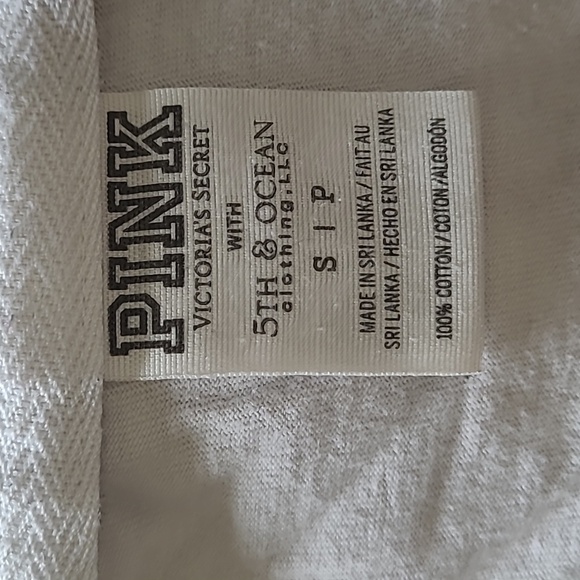 PINK
VICTORIA'S SECRET
WITH
5TH & OCEAN
clothing, LLC
S | P
MADE IN SRI LANKA / FAIT AU
SRI LANKA / HECHO EN SRI LANKA
100% COTTON / COTON / ALGODÓN